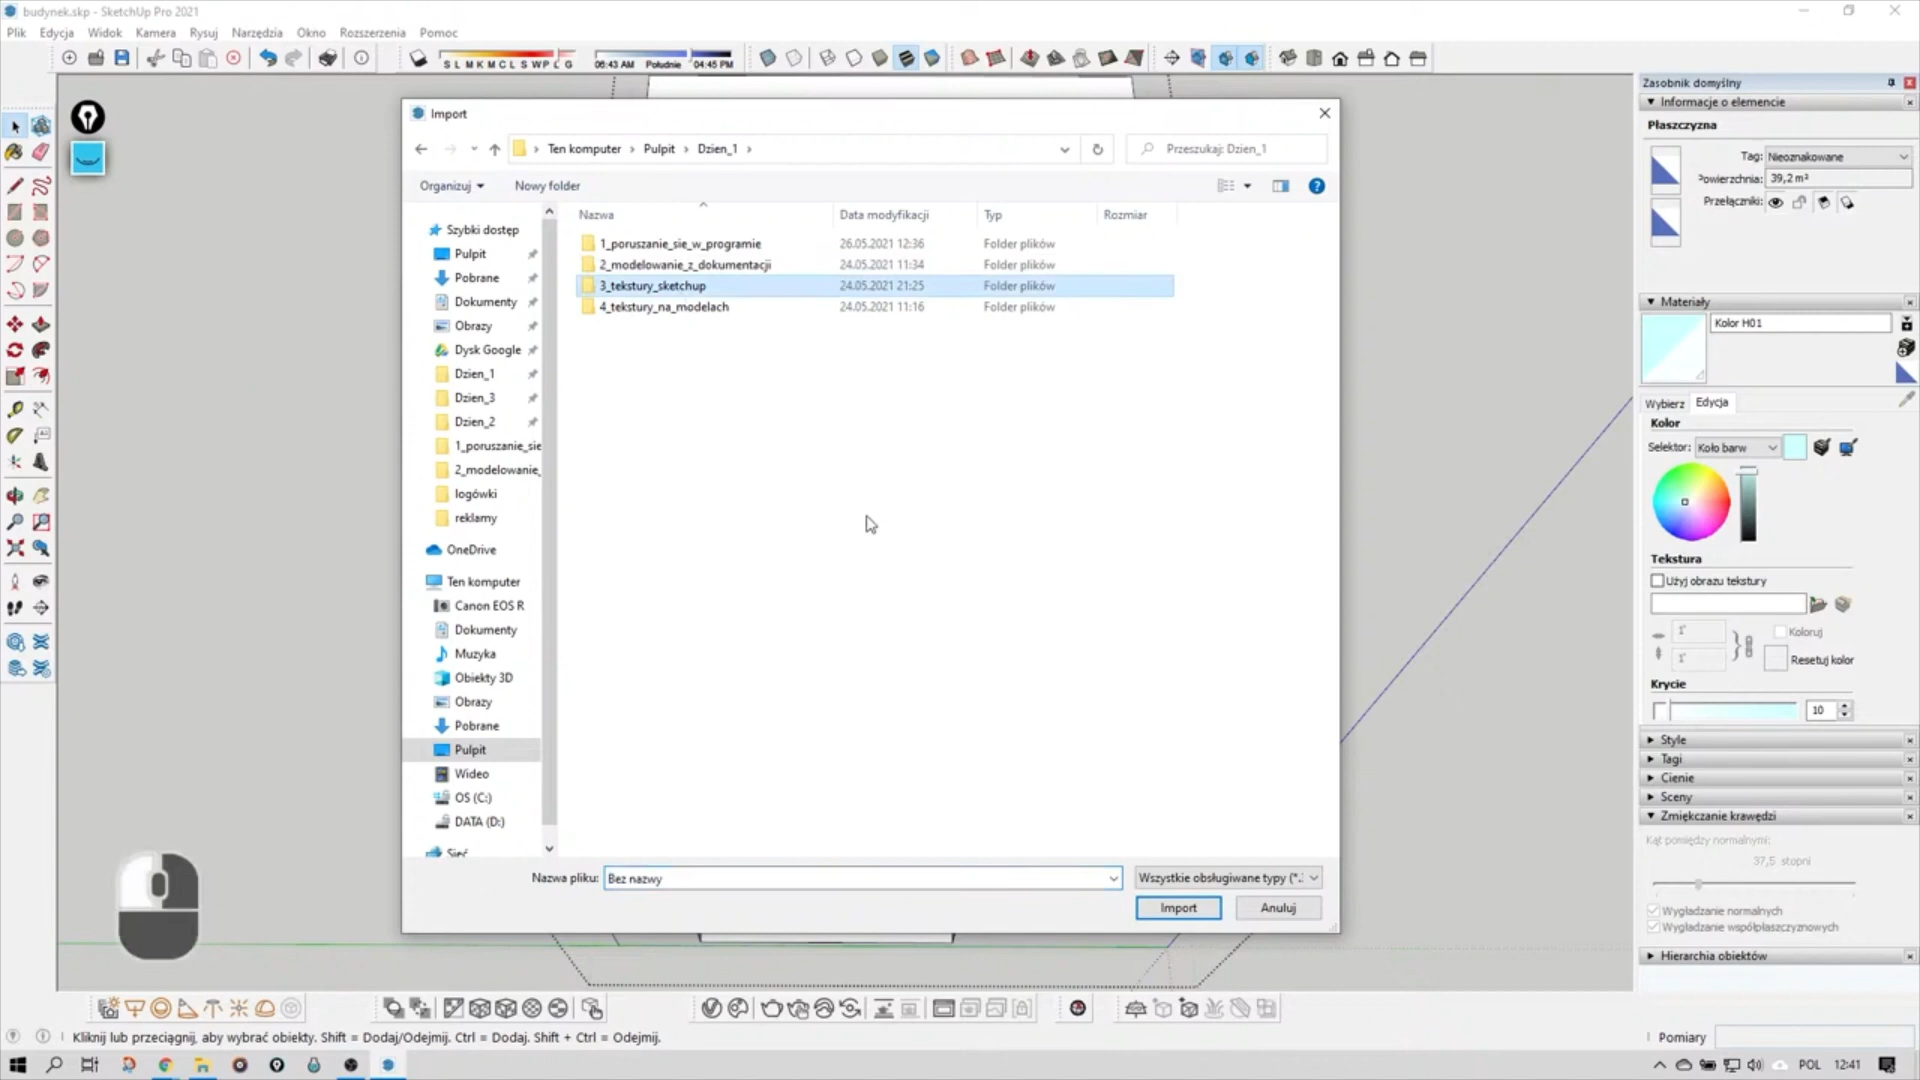 budynek.skp - SketchUp Pro 2021
Plik Edycja Widok Kamera Rysuj Narzędzia Okno Rozszerzenia Pomoc
S L M K M C L S W P L G
06:43 AM Południe 04:45 PM
Zasobnik domyślny
Informacje o elemencie
Płaszczyzna
Tag: Nieoznakowane
Powierzchnia: 39,2 m²
Przełączniki:
Materiały
Kolor H01
Wybierz Edycja
Kolor
Selektor: Koło barw
Tekstura
Użyj obrazu tekstury
1'
Koloruj
1'
Resetuj kolor
Krycie
10
Style
Tagi
Cienie
Sceny
Zmiękczanie krawędzi
Kąt pomiędzy normalnymi:
37,5 stopni
Wygładzanie normalnych
Wygładzanie współpłaszczyznowych
Hierarchia obiektów
Import
Ten komputer Pulpit Dzien_1
Przeszukaj: Dzien_1
Organizuj Nowy folder
Nazwa Data modyfikacji Typ Rozmiar
1_poruszanie_sie_w_programie 26.05.2021 12:36 Folder plików
2_modelowanie_z_dokumentacji 24.05.2021 11:34 Folder plików
3_tekstury_sketchup 24.05.2021 21:25 Folder plików
4_tekstury_na_modelach 24.05.2021 11:16 Folder plików
Szybki dostęp
Pulpit
Pobrane
Dokumenty
Obrazy
Dysk Google
Dzien_1
Dzien_3
Dzien_2
1_poruszanie_sie
2_modelowanie_
logówki
reklamy
OneDrive
Ten komputer
Canon EOS R
Dokumenty
Muzyka
Obiekty 3D
Obrazy
Pobrane
Pulpit
Wideo
OS (C:)
DATA (D:)
Sieć
Nazwa pliku: Bez nazwy
Wszystkie obsługiwane typy (*.
Import Anuluj
Kliknij lub przeciągnij, aby wybrać obiekty. Shift = Dodaj/Odejmij. Ctrl = Dodaj. Shift + Ctrl = Odejmij.
Pomiary
POL 12:41